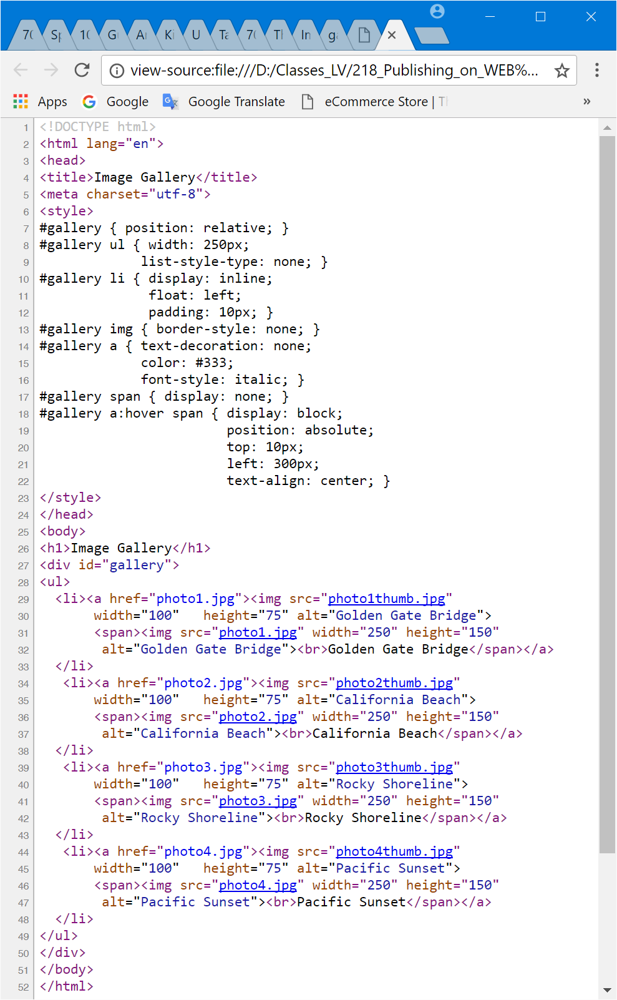 view-source:file:///D:/Classes_LV/218_Publishing_on_WEB%...
Apps Google Google Translate eCommerce Store | »
1 <!DOCTYPE html>
2 <html lang="en">
3 <head>
4 <title>Image Gallery</title>
5 <meta charset="utf-8">
6 <style>
7 #gallery { position: relative; }
8 #gallery ul { width: 250px;
9 list-style-type: none; }
10 #gallery li { display: inline;
11 float: left;
12 padding: 10px; }
13 #gallery img { border-style: none; }
14 #gallery a { text-decoration: none;
15 color: #333;
16 font-style: italic; }
17 #gallery span { display: none; }
18 #gallery a:hover span { display: block;
19 position: absolute;
20 top: 10px;
21 left: 300px;
22 text-align: center; }
23 </style>
24 </head>
25 <body>
26 <h1>Image Gallery</h1>
27 <div id="gallery">
28 <ul>
29 <li><a href="photo1.jpg"><img src="photo1thumb.jpg"
30 width="100" height="75" alt="Golden Gate Bridge">
31 <span><img src="photo1.jpg" width="250" height="150"
32 alt="Golden Gate Bridge"><br>Golden Gate Bridge</span></a>
33 </li>
34 <li><a href="photo2.jpg"><img src="photo2thumb.jpg"
35 width="100" height="75" alt="California Beach">
36 <span><img src="photo2.jpg" width="250" height="150"
37 alt="California Beach"><br>California Beach</span></a>
38 </li>
39 <li><a href="photo3.jpg"><img src="photo3thumb.jpg"
40 width="100" height="75" alt="Rocky Shoreline">
41 <span><img src="photo3.jpg" width="250" height="150"
42 alt="Rocky Shoreline"><br>Rocky Shoreline</span></a>
43 </li>
44 <li><a href="photo4.jpg"><img src="photo4thumb.jpg"
45 width="100" height="75" alt="Pacific Sunset">
46 <span><img src="photo4.jpg" width="250" height="150"
47 alt="Pacific Sunset"><br>Pacific Sunset</span></a>
48 </li>
49 </ul>
50 </div>
51 </body>
52 </html>